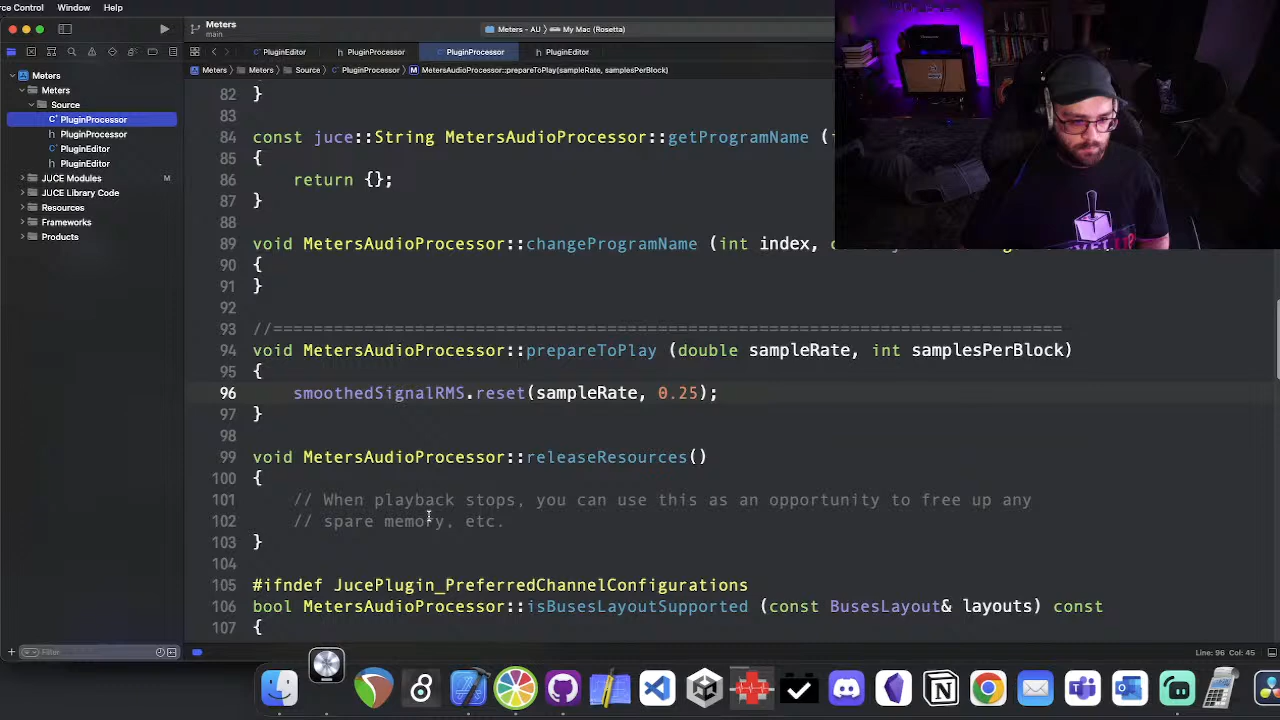 ce Control Window Help
Meters
main
Meters - AU
My Mac (Rosetta)
PluginEditor
PluginProcessor
PluginProcessor
PluginEditor
Meters
Meters
Source
PluginProcessor
MetersAudioProcessor::prepareToPlay(sampleRate, samplesPerBlock)
Meters
Meters
Source
PluginProcessor
PluginProcessor
PluginEditor
PluginEditor
JUCE Modules M
JUCE Library Code
Resources
Frameworks
Products
82 }
83
84 const juce::String MetersAudioProcessor::getProgramName (i
85 {
86 return {};
87 }
88
89 void MetersAudioProcessor::changeProgramName (int index,
90 {
91 }
92
93 //==============================================================================
94 void MetersAudioProcessor::prepareToPlay (double sampleRate, int samplesPerBlock)
95 {
96 smoothedSignalRMS.reset(sampleRate, 0.25);
97 }
98
99 void MetersAudioProcessor::releaseResources()
100 {
101 // When playback stops, you can use this as an opportunity to free up any
102 // spare memory, etc.
103 }
104
105 #ifndef JucePlugin_PreferredChannelConfigurations
106 bool MetersAudioProcessor::isBusesLayoutSupported (const BusesLayout& layouts) const
107 {
Filter
Line: 96 Col: 45